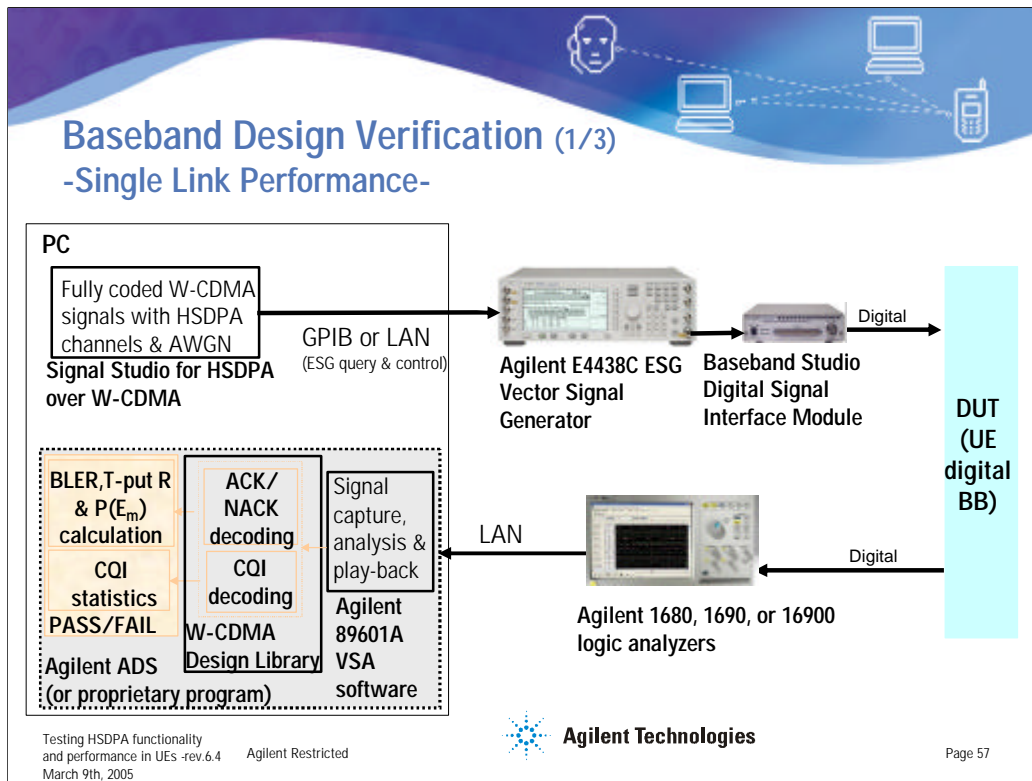 Baseband Design Verification (1/3)
-Single Link Performance-
PC
Fully coded W-CDMA
signals with HSDPA
channels & AWGN
Signal Studio for HSDPA
over W-CDMA
GPIB or LAN
(ESG query & control)
Agilent E4438C ESG
Vector Signal
Generator
Baseband Studio
Digital Signal
Interface Module
Digital
DUT
(UE
digital
BB)
BLER,T-put R
& P(Em)
calculation
CQI
statistics
PASS/FAIL
ACK/
NACK
decoding
CQI
decoding
W-CDMA
Design Library
Signal
capture,
analysis &
play-back
Agilent
89601A
VSA
software
Agilent ADS
(or proprietary program)
LAN
Agilent 1680, 1690, or 16900
logic analyzers
Digital
Testing HSDPA functionality
and performance in UEs -rev.6.4
March 9th, 2005
Agilent Restricted
Agilent Technologies
Page 57